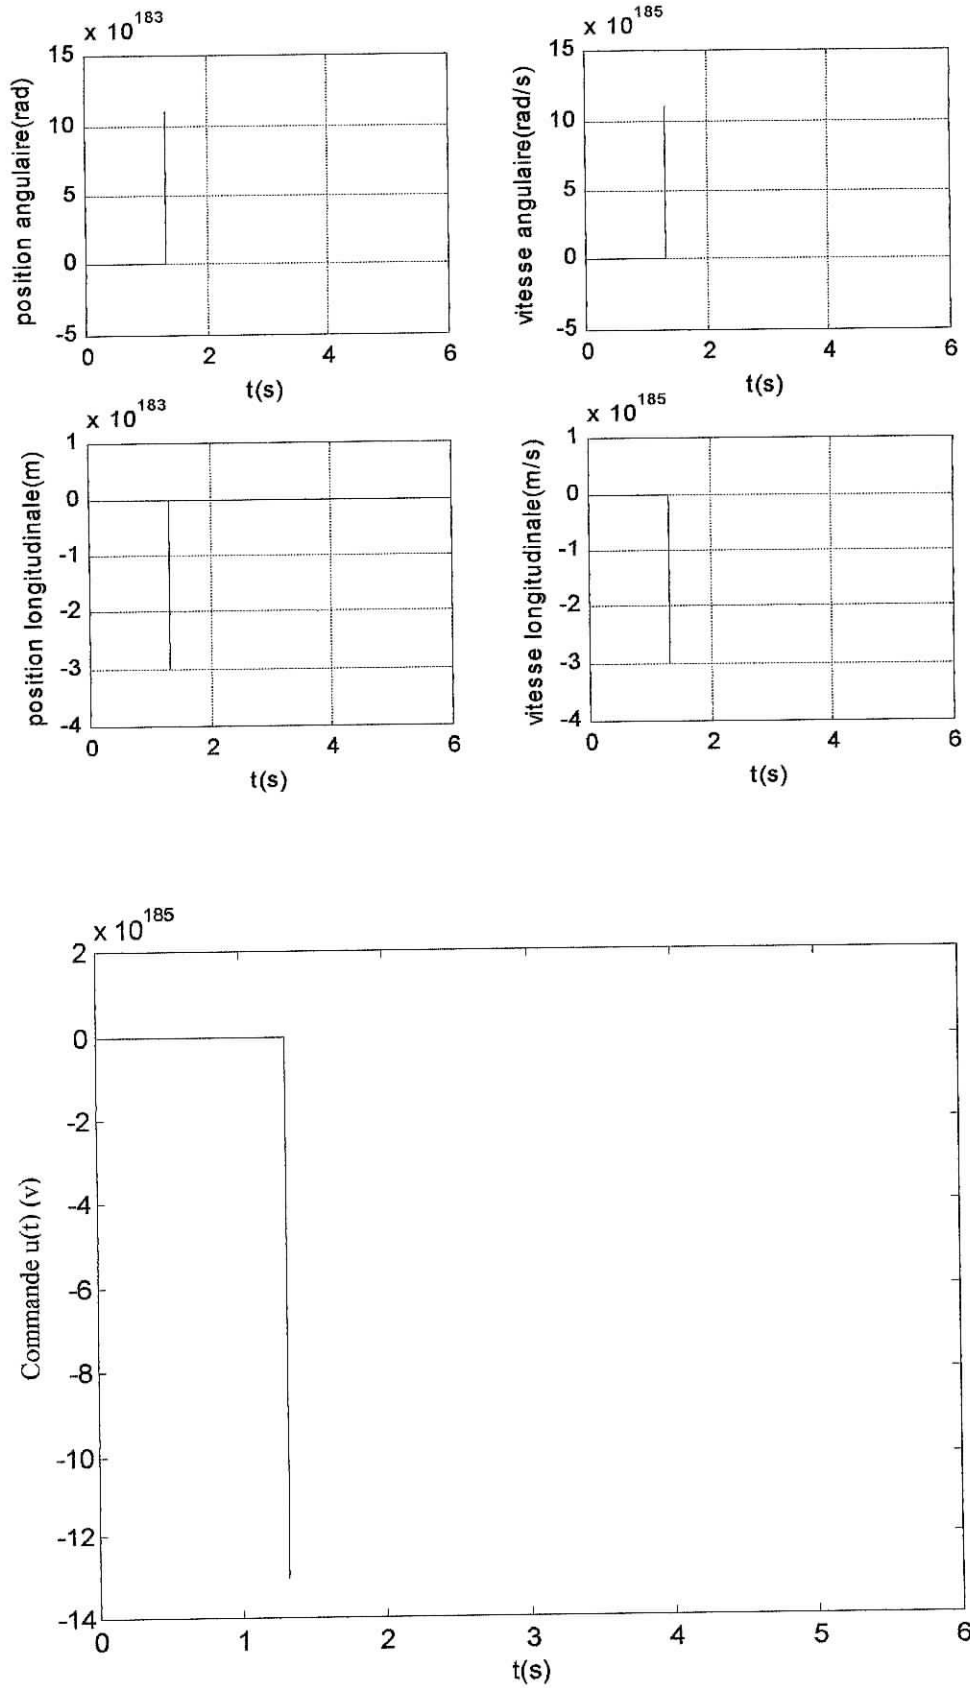 x 10^183
15
10
5
0
-5
0 2 4 6
t(s)
position angulaire(rad)
x 10^185
15
10
5
0
-5
0 2 4 6
t(s)
vitesse angulaire(rad/s)
x 10^183
1
0
-1
-2
-3
-4
0 2 4 6
t(s)
position longitudinale(m)
x 10^185
1
0
-1
-2
-3
-4
0 2 4 6
t(s)
vitesse longitudinale(m/s)
x 10^185
2
0
-2
-4
-6
-8
-10
-12
-14
0 1 2 3 4 5 6
t(s)
Commande u(t) (v)